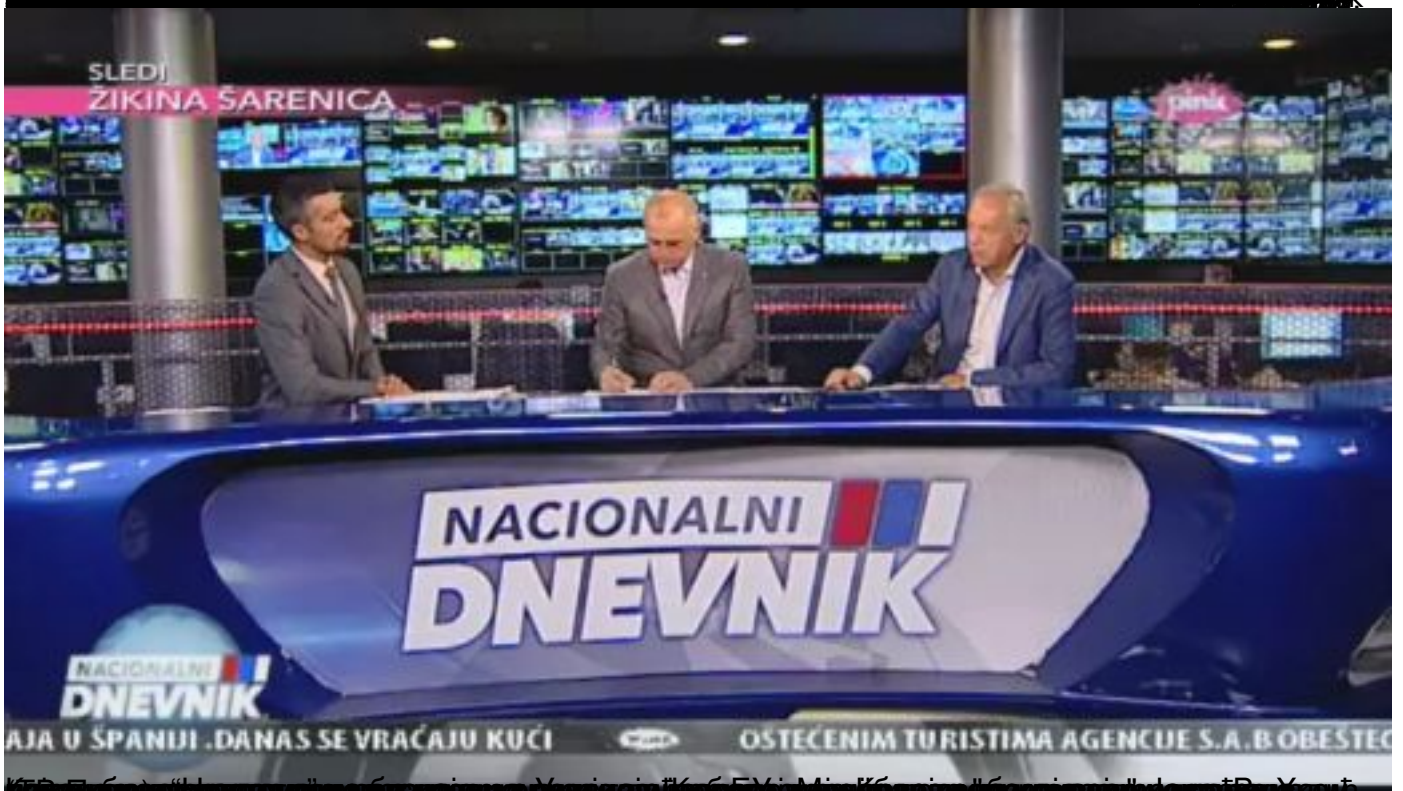 SLEDI
ŽIKINA ŠARENICA
pink
NACIONALNI
DNEVNIK
NACIONALNI
DNEVNIK
AJA U ŠPANIJI .DANAS SE VRAĆAJU KUĆI
OŠTEĆENIM TURISTIMA AGENCIJE S.A.B OBEŠTEĆ